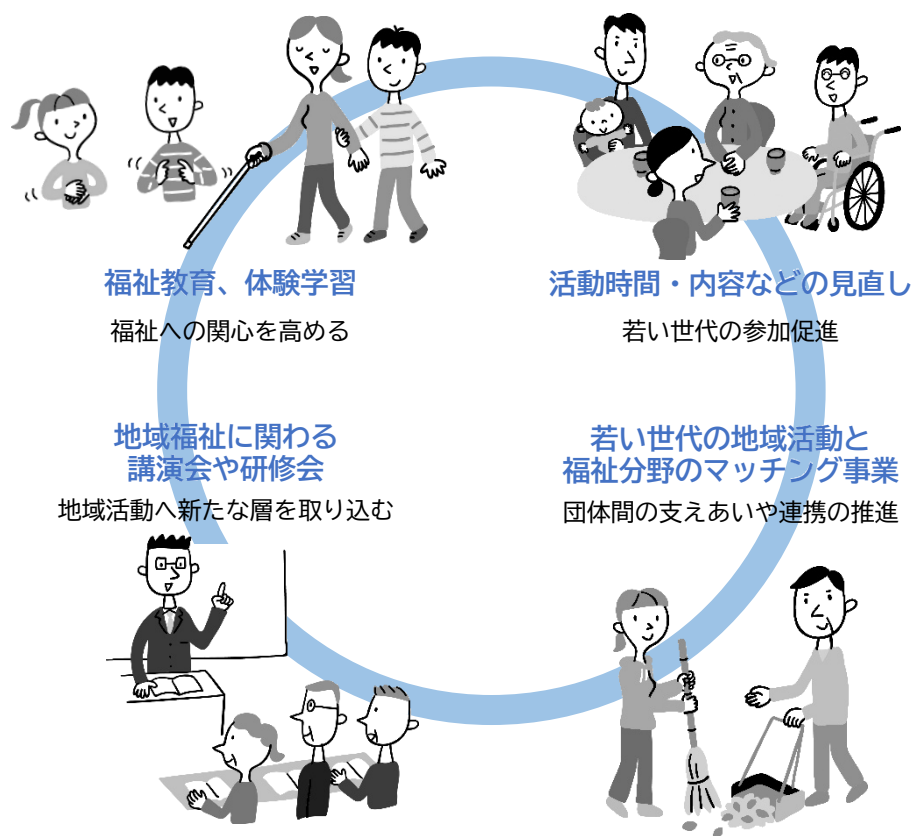 福祉教育、体験学習
福祉への関心を高める
活動時間・内容などの見直し
若い世代の参加促進
地域福祉に関わる
講演会や研修会
地域活動へ新たな層を取り込む
若い世代の地域活動と
福祉分野のマッチング事業
団体間の支えあいや連携の推進